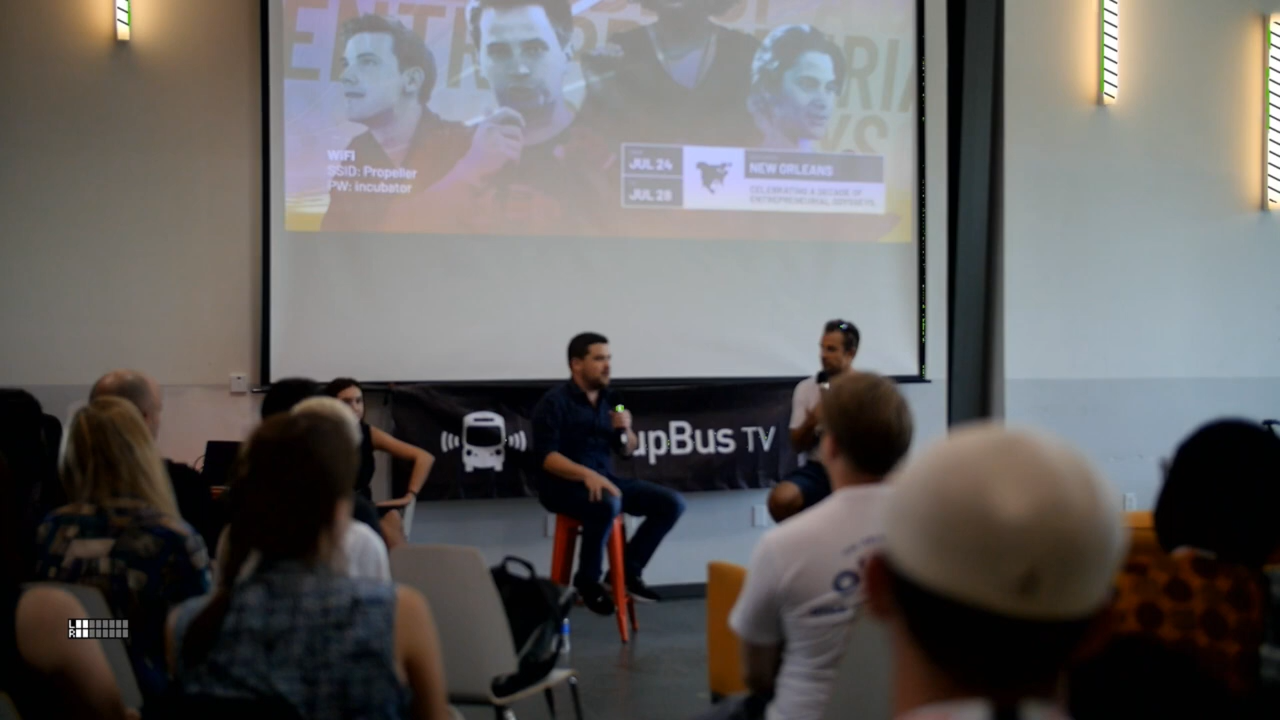 WiFi
SSID: Propeller
PW: incubator
JUL 24
JUL 28
NEW ORLEANS
CELEBRATING A DECADE OF
ENTREPRENEURIAL ODYSSEYS
upBus TV
L
R